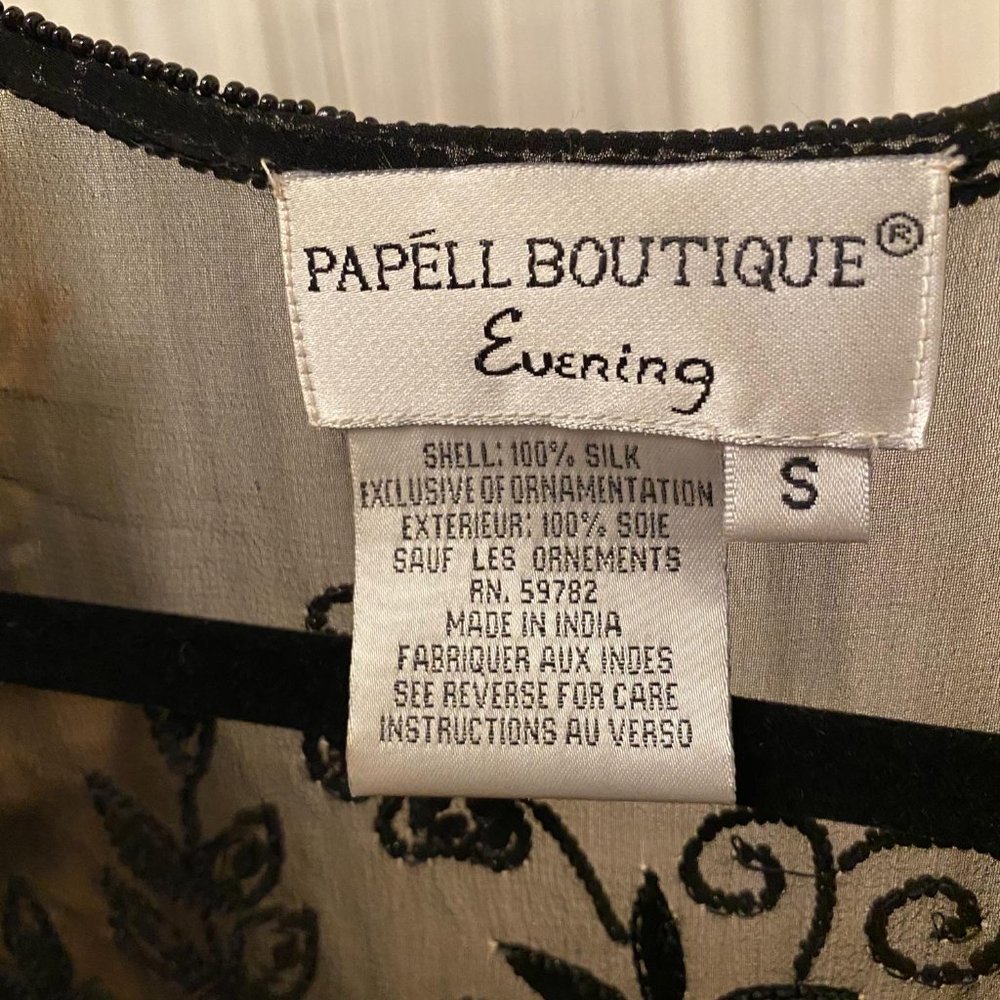 PAPÉLL BOUTIQUE®
Evening
S
SHELL: 100% SILK
EXCLUSIVE OF ORNAMENTATION
EXTERIEUR: 100% SOIE
SAUF LES ORNEMENTS
RN. 59782
MADE IN INDIA
FABRIQUER AUX INDES
SEE REVERSE FOR CARE
INSTRUCTIONS AU VERSO